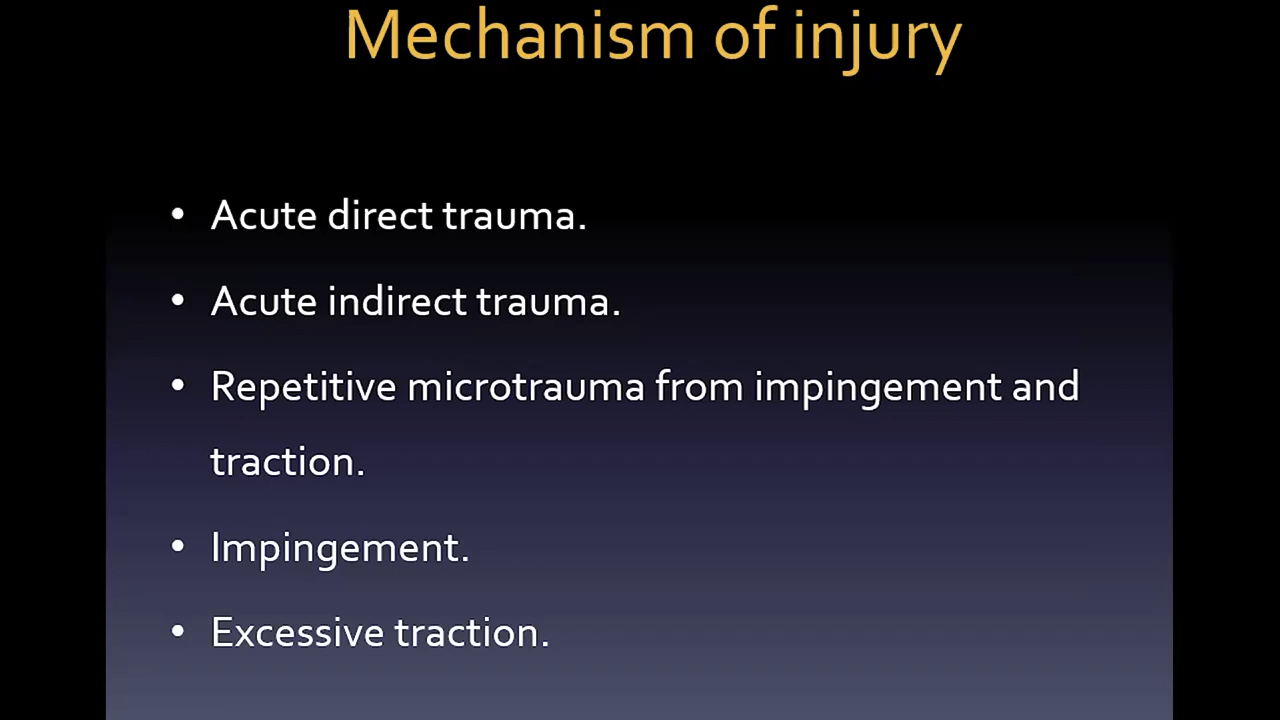 Mechanism of injury
• Acute direct trauma.
• Acute indirect trauma.
• Repetitive microtrauma from impingement and
traction.
• Impingement.
• Excessive traction.